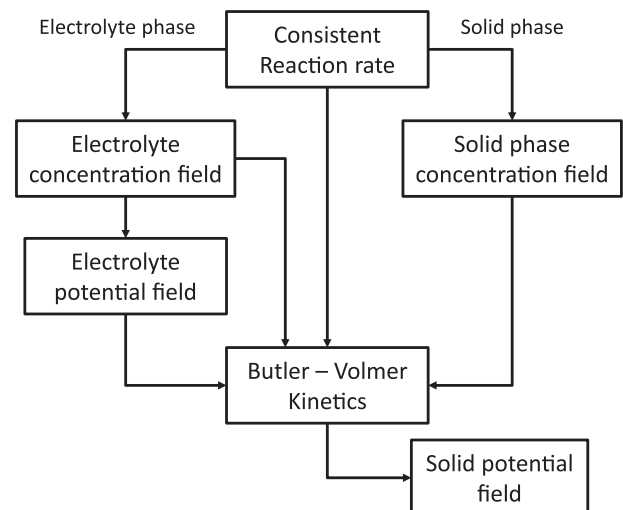 Electrolyte phase
Consistent
Reaction rate
Solid phase
Electrolyte
concentration field
Solid phase
concentration field
Electrolyte
potential field
Butler – Volmer
Kinetics
Solid potential
field